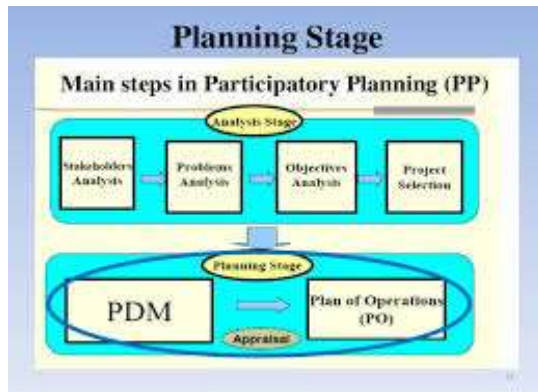 Planning Stage
Main steps in Participatory Planning (PP)
Analysis Stage
Stakeholders
Analysis
Problems
Analysis
Objectives
Analysis
Project
Selection
Planning Stage
PDM
Plan of Operations
(PO)
Appraisal